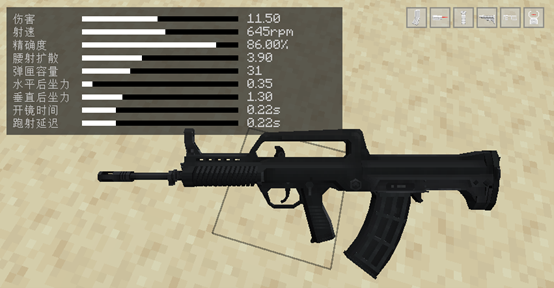 伤害 11.50
射速 645rpm
精确度 86.00%
腰射扩散 3.90
弹匣容量 31
水平后坐力 0.35
垂直后坐力 1.30
开镜时间 0.22s
跑射延迟 0.22s